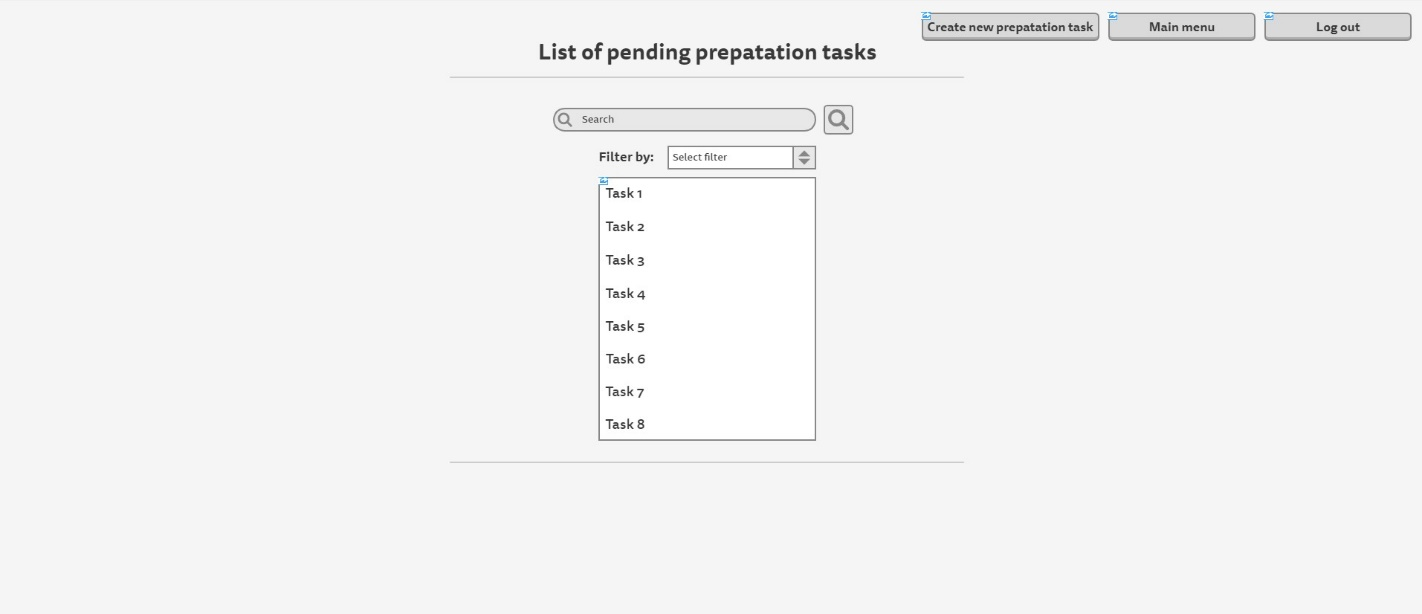 Create new prepatation task
Main menu
Log out
List of pending prepatation tasks
Search
Filter by:
Select filter
Task 1
Task 2
Task 3
Task 4
Task 5
Task 6
Task 7
Task 8